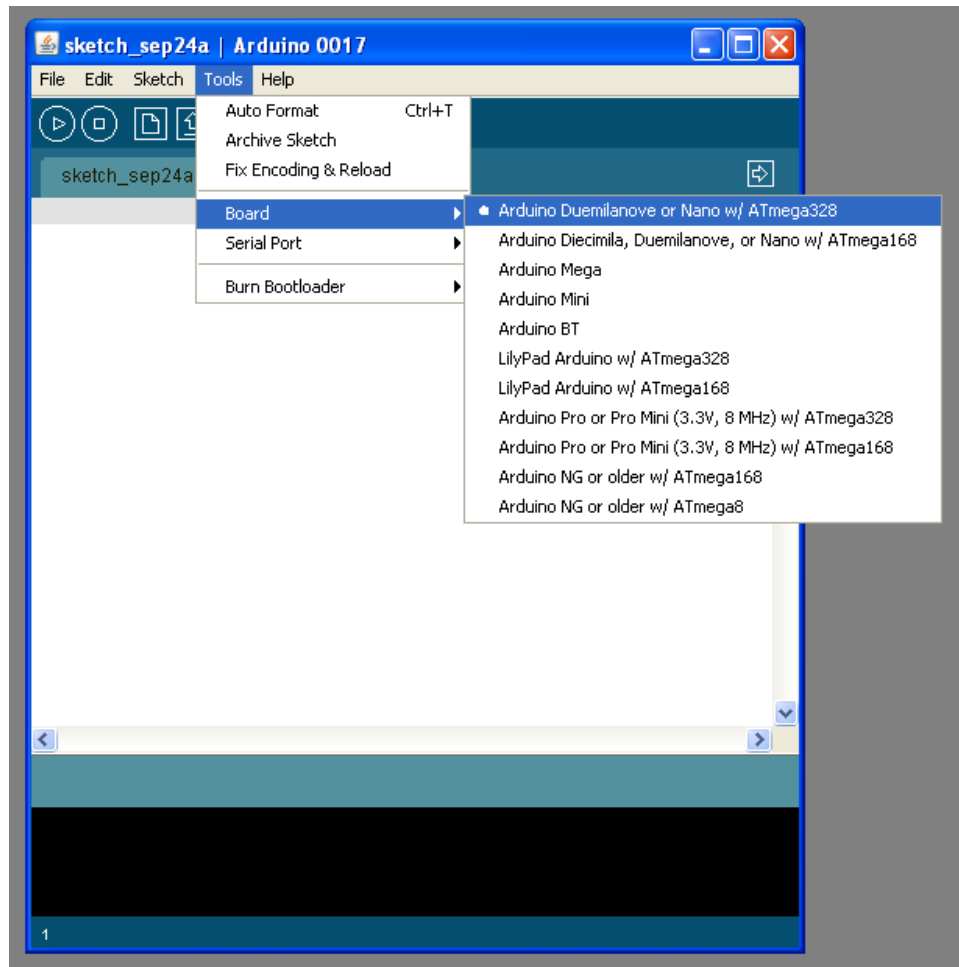 sketch_sep24a | Arduino 0017
File Edit Sketch Tools Help
Auto Format Ctrl+T
Archive Sketch
Fix Encoding & Reload
sketch_sep24a
Board
Serial Port
Burn Bootloader
Arduino Duemilanove or Nano w/ ATmega328
Arduino Diecimila, Duemilanove, or Nano w/ ATmega168
Arduino Mega
Arduino Mini
Arduino BT
LilyPad Arduino w/ ATmega328
LilyPad Arduino w/ ATmega168
Arduino Pro or Pro Mini (3.3V, 8 MHz) w/ ATmega328
Arduino Pro or Pro Mini (3.3V, 8 MHz) w/ ATmega168
Arduino NG or older w/ ATmega168
Arduino NG or older w/ ATmega8
1